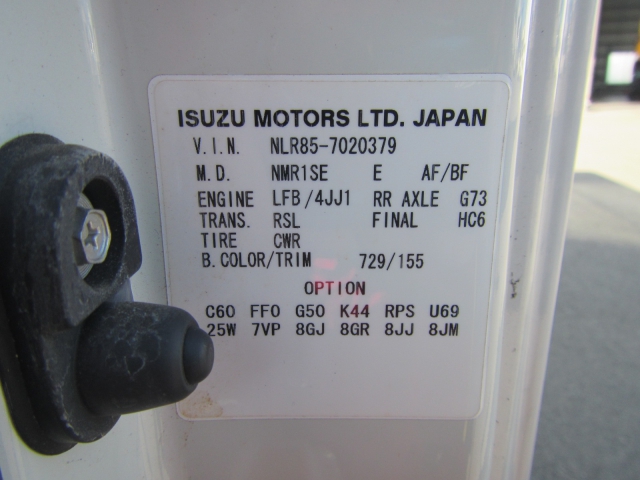 ISUZU MOTORS LTD. JAPAN
V.I.N. NLR85-7020379
M.D. NMR1SE E AF/BF
ENGINE LFB/4JJ1 RR AXLE G73
TRANS. RSL FINAL HC6
TIRE CWR
B.COLOR/TRIM 729/155
OPTION
C60 FF0 G50 K44 RPS U69
25W 7VP 8GJ 8GR 8JJ 8JM